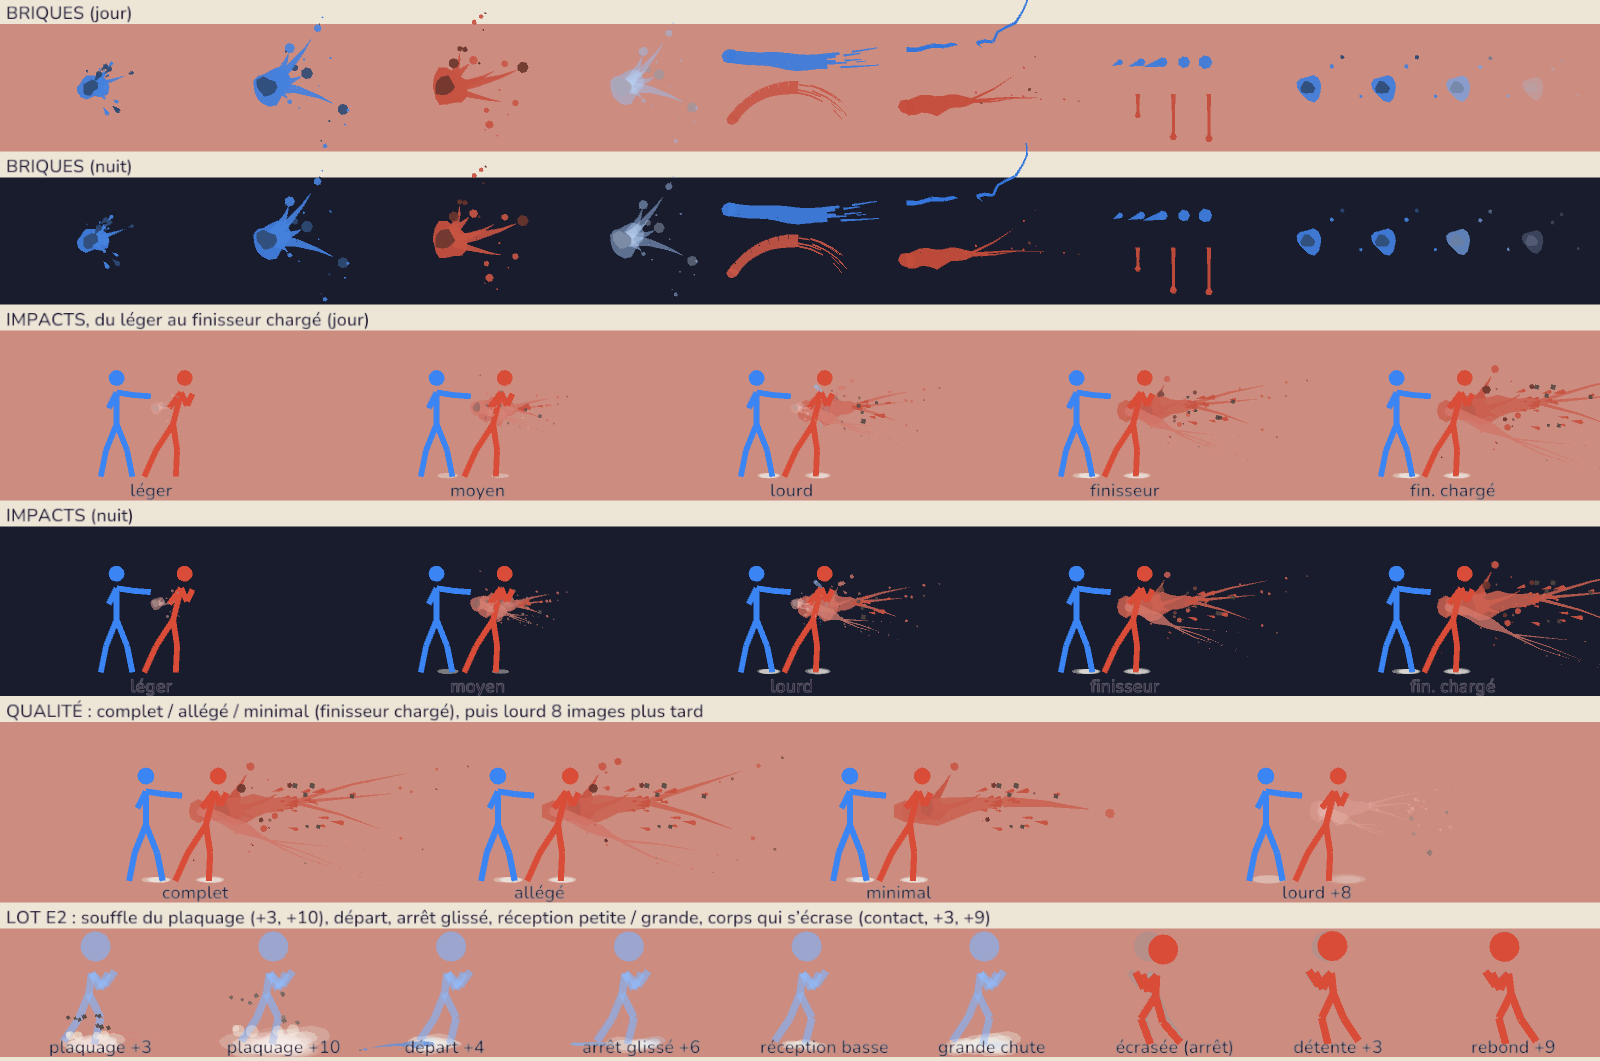 BRIQUES (jour)
BRIQUES (nuit)
IMPACTS, du léger au finisseur chargé (jour)
léger moyen lourd finisseur fin. chargé
IMPACTS (nuit)
léger moyen lourd finisseur fin. chargé
QUALITÉ : complet / allégé / minimal (finisseur chargé), puis lourd 8 images plus tard
complet allégé minimal lourd +8
LOT E2 : souffle du plaquage (+3, +10), départ, arrêt glissé, réception petite / grande, corps qui s’écrase (contact, +3, +9)
plaquage +3 plaquage +10 départ +4 arrêt glissé +6 réception basse grande chute écrasée (arrêt) détente +3 rebond +9